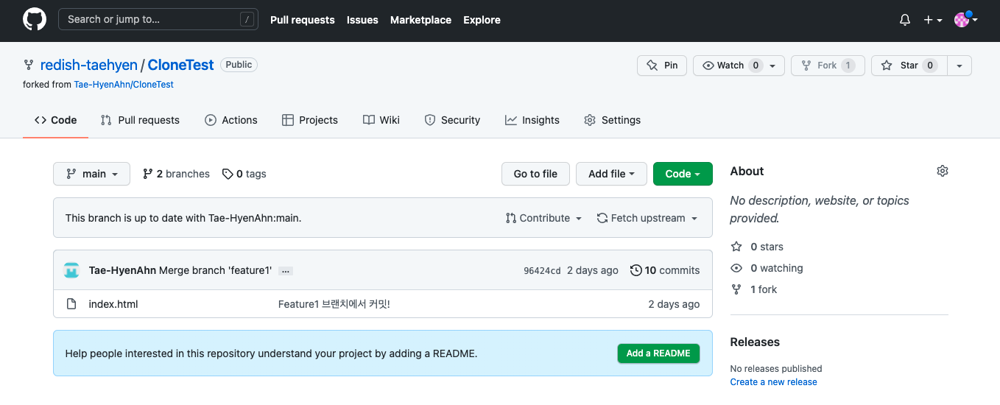 Search or jump to... /
Pull requests Issues Marketplace Explore
redish-taehyen / CloneTest Public
Pin Watch 0 Fork 1 Star 0
forked from Tae-HyenAhn/CloneTest
Code Pull requests Actions Projects Wiki Security Insights Settings
main 2 branches 0 tags
Go to file Add file Code
This branch is up to date with Tae-HyenAhn:main.
Contribute Fetch upstream
Tae-HyenAhn Merge branch 'feature1' ...
96424cd 2 days ago 10 commits
index.html Feature1 브랜치에서 커밋! 2 days ago
Help people interested in this repository understand your project by adding a README.
Add a README
About
No description, website, or topics
provided.
0 stars
0 watching
1 fork
Releases
No releases published
Create a new release